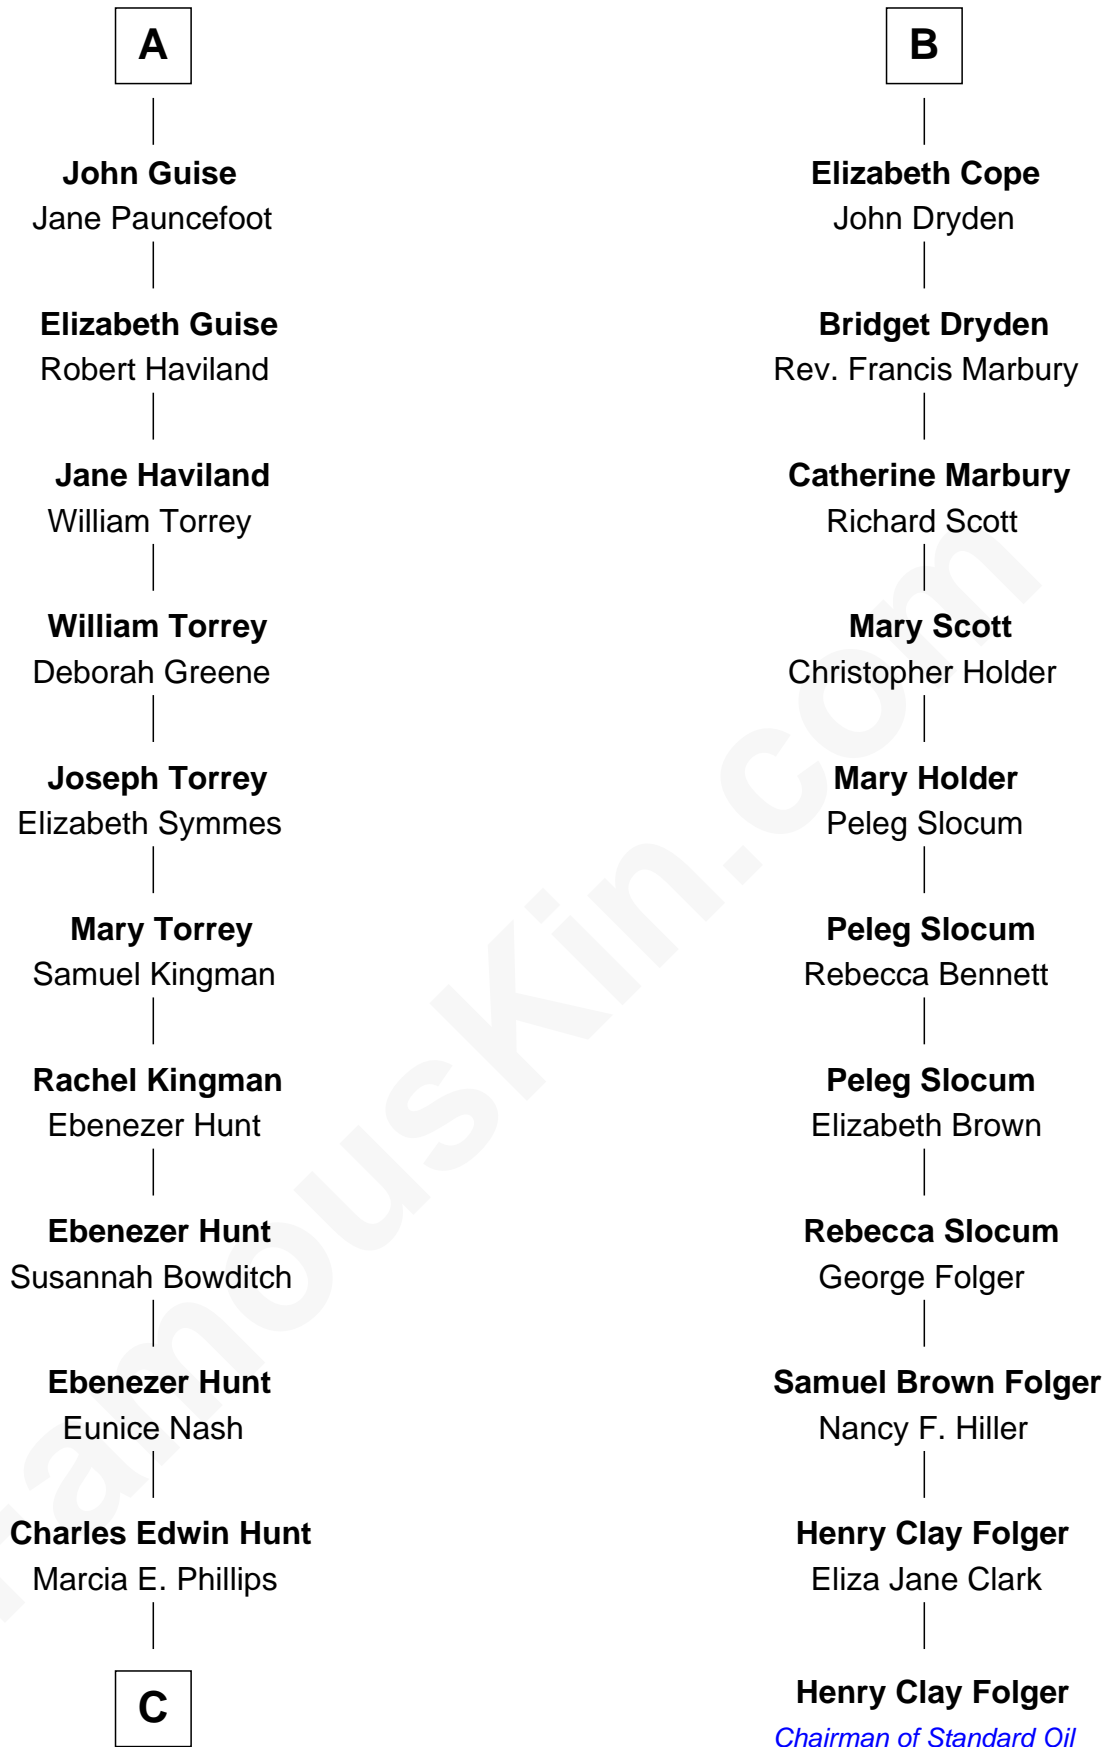 A
John Guise
Jane Pauncefoot
Elizabeth Guise
Robert Haviland
Jane Haviland
William Torrey
William Torrey
Deborah Greene
Joseph Torrey
Elizabeth Symmes
Mary Torrey
Samuel Kingman
Rachel Kingman
Ebenezer Hunt
Ebenezer Hunt
Susannah Bowditch
Ebenezer Hunt
Eunice Nash
Charles Edwin Hunt
Marcia E. Phillips
C
B
Elizabeth Cope
John Dryden
Bridget Dryden
Rev. Francis Marbury
Catherine Marbury
Richard Scott
Mary Scott
Christopher Holder
Mary Holder
Peleg Slocum
Peleg Slocum
Rebecca Bennett
Peleg Slocum
Elizabeth Brown
Rebecca Slocum
George Folger
Samuel Brown Folger
Nancy F. Hiller
Henry Clay Folger
Eliza Jane Clark
Henry Clay Folger
Chairman of Standard Oil
FamousKin.com